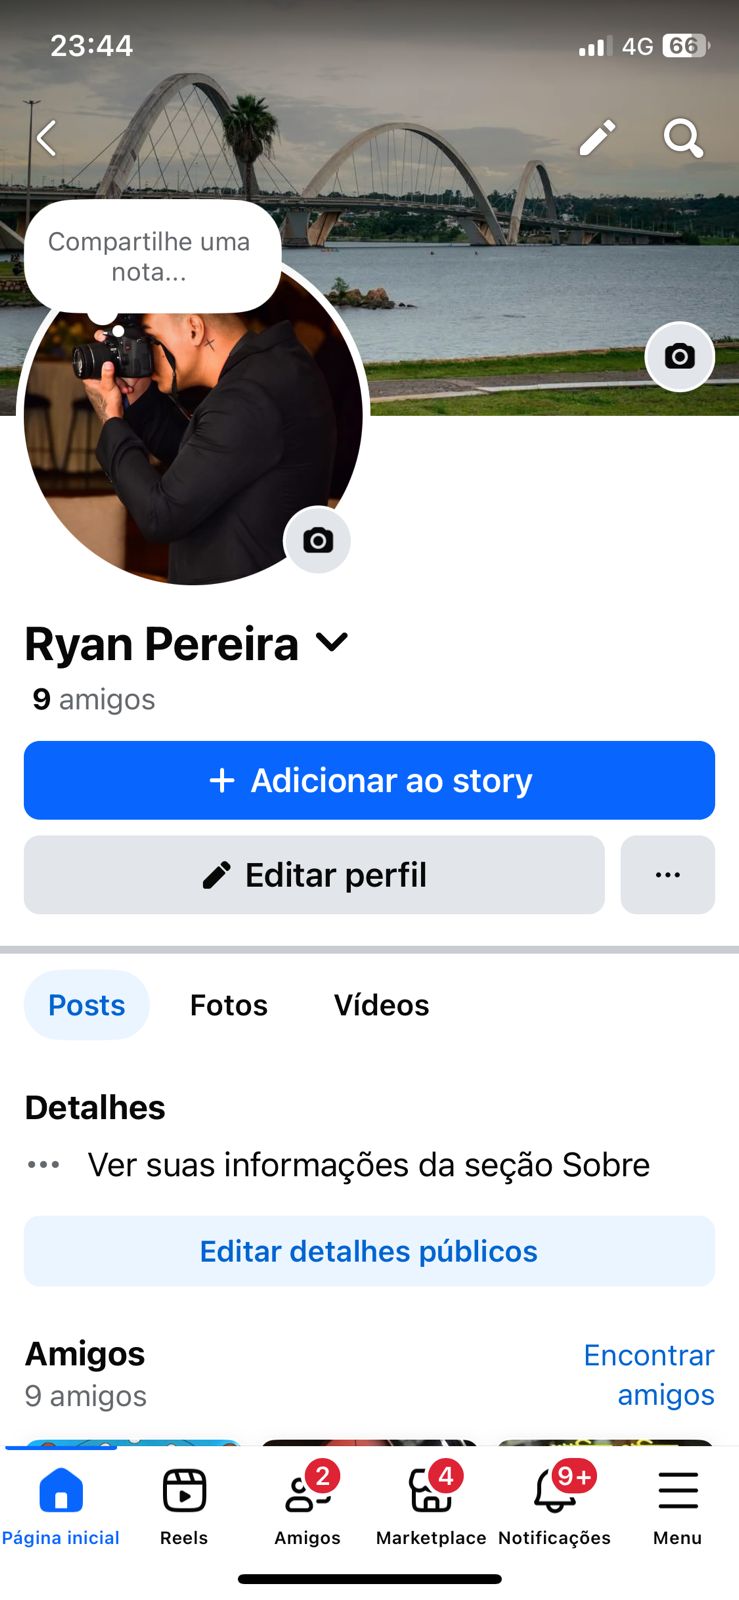 23:44
4G 66
Compartilhe uma
nota...
Ryan Pereira
9 amigos
+ Adicionar ao story
Editar perfil
Posts Fotos Vídeos
Detalhes
Ver suas informações da seção Sobre
Editar detalhes públicos
Amigos
9 amigos
Encontrar
amigos
2 4 9+
Página inicial Reels Amigos Marketplace Notificações Menu